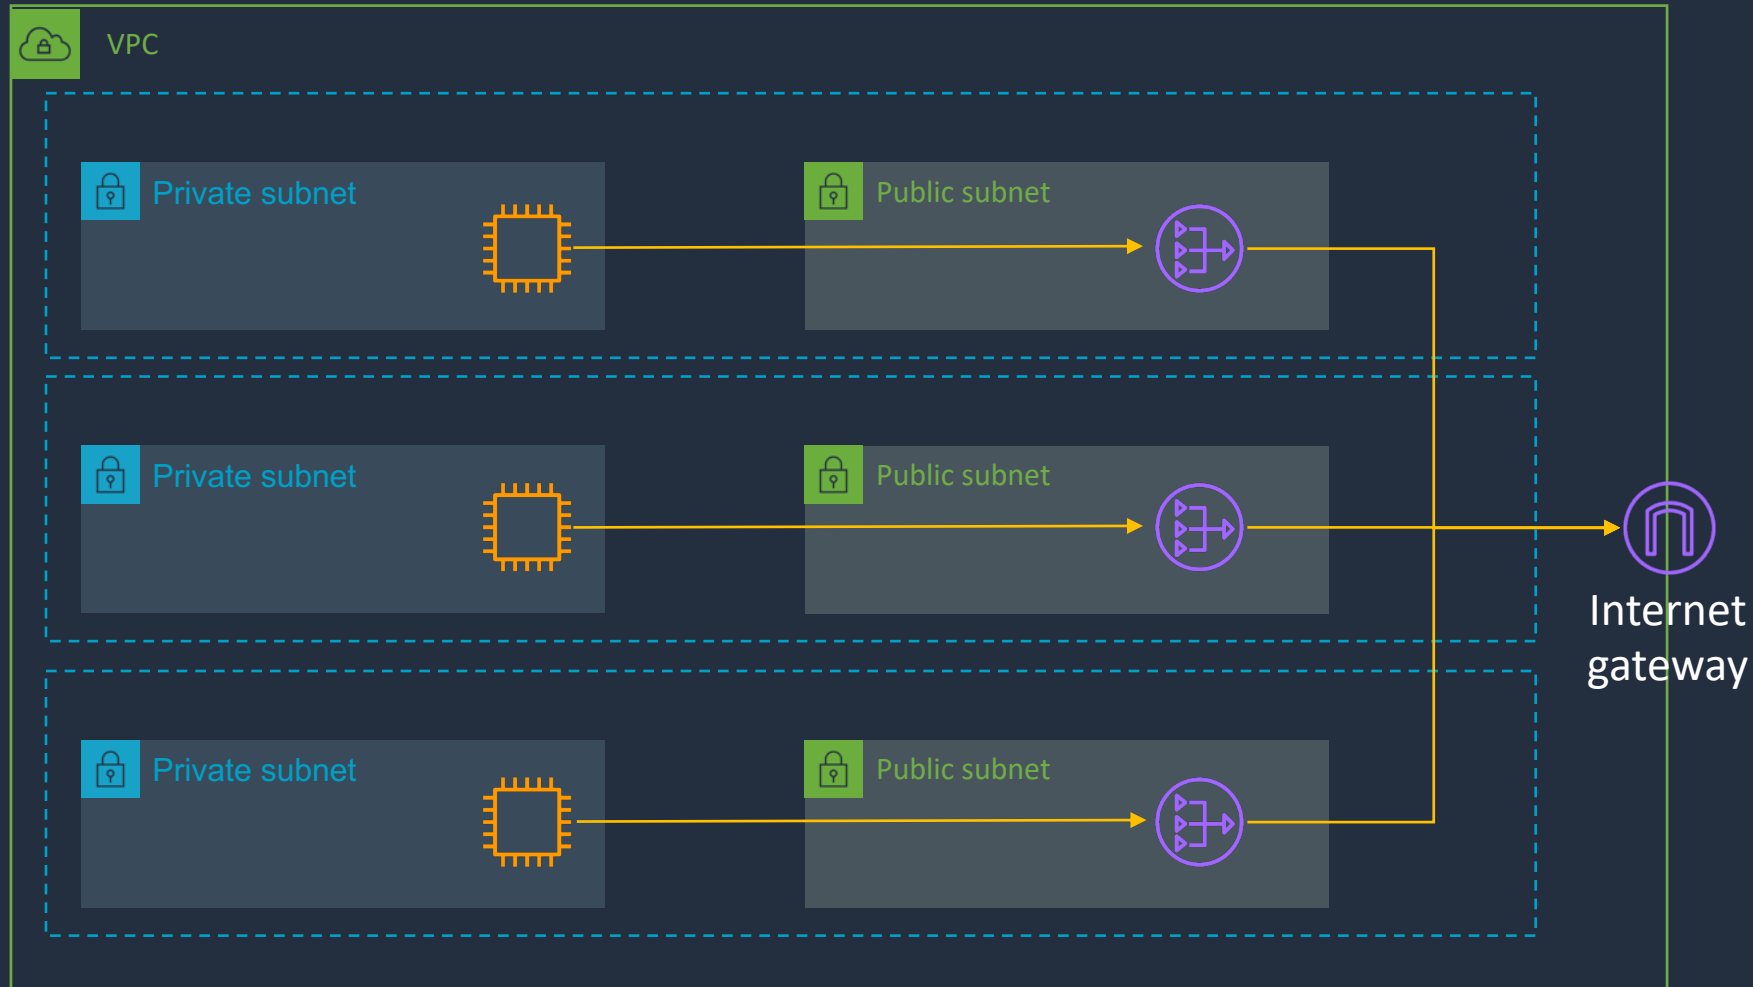 VPC
Private subnet
Public subnet
Private subnet
Public subnet
Internet
gateway
Private subnet
Public subnet